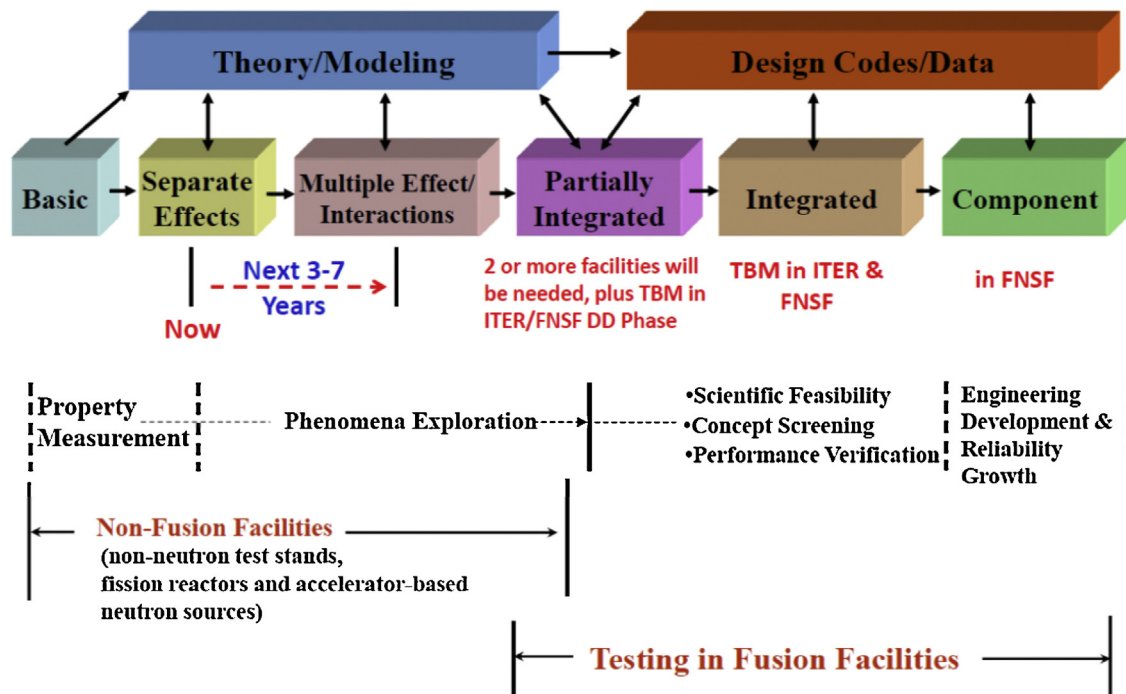 Theory/Modeling
Design Codes/Data
Basic
Separate
Effects
Multiple Effect/
Interactions
Partially
Integrated
Integrated
Component
Next 3-7
Years
Now
2 or more facilities will
be needed, plus TBM in
ITER/FNSF DD Phase
TBM in ITER &
FNSF
in FNSF
Property
Measurement
Phenomena Exploration
•Scientific Feasibility
•Concept Screening
•Performance Verification
Engineering
Development &
Reliability
Growth
Non-Fusion Facilities
(non-neutron test stands,
fission reactors and accelerator-based
neutron sources)
Testing in Fusion Facilities